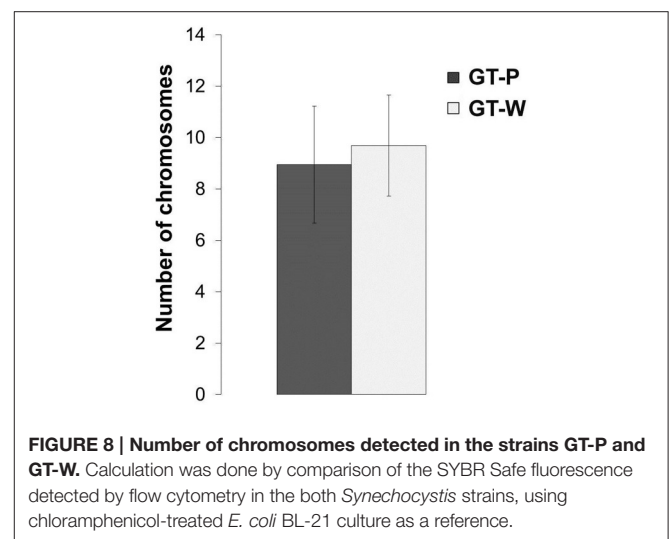 14
12
10
8
6
4
2
0
Number of chromosomes
GT-P
GT-W
FIGURE 8 | Number of chromosomes detected in the strains GT-P and
GT-W. Calculation was done by comparison of the SYBR Safe fluorescence
detected by flow cytometry in the both Synechocystis strains, using
chloramphenicol-treated E. coli BL-21 culture as a reference.